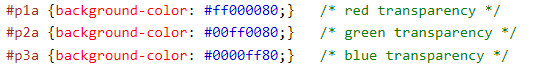 #p1a {background-color: #ff000080;}   /* red transparency */
#p2a {background-color: #00ff0080;}   /* green transparency */
#p3a {background-color: #0000ff80;}   /* blue transparency */